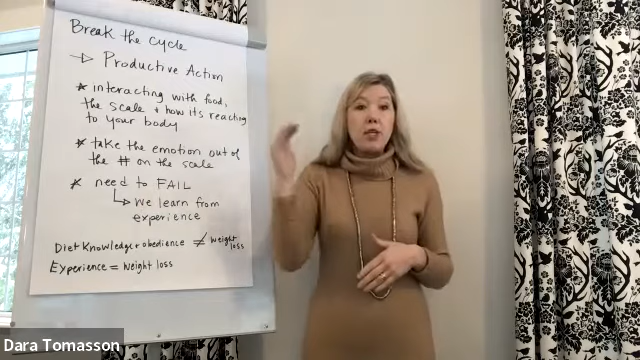 Break the cycle
→ Productive Action
* interacting with food,
the scale + how its reacting
to your body
* take the emotion out of
the # on the scale
* need to FAIL
↳ we learn from
experience
Diet Knowledge + obedience ≠ weight
loss
Experience = weight loss
Dara Tomasson